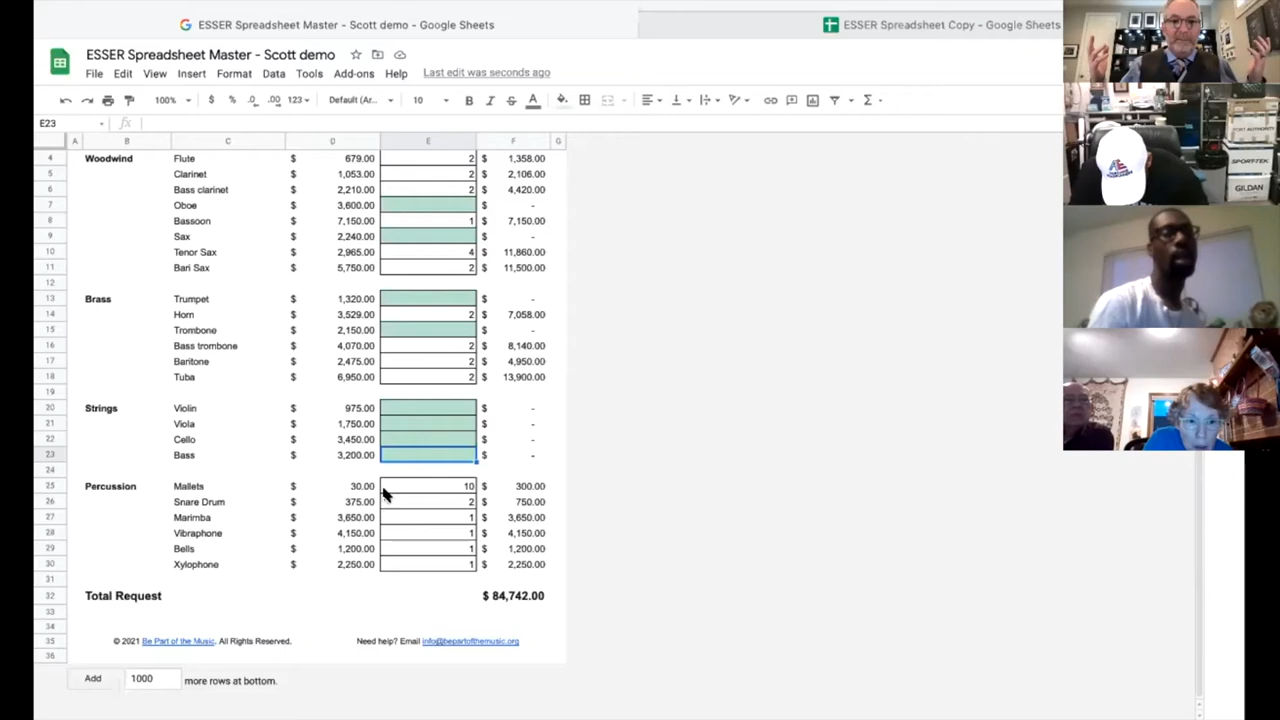 ESSER Spreadsheet Master - Scott demo - Google Sheets
ESSER Spreadsheet Copy - Google Sheets
ESSER Spreadsheet Master - Scott demo
File Edit View Insert Format Data Tools Add-ons Help Last edit was seconds ago
100% $ % .0 .00 123 Default (Ar... 10 B I S A Σ
E23 fx
A B C D E F G
4 Woodwind Flute $ 679.00 2 $ 1,358.00
5 Clarinet $ 1,053.00 2 $ 2,106.00
6 Bass clarinet $ 2,210.00 2 $ 4,420.00
7 Oboe $ 3,600.00 $ -
8 Bassoon $ 7,150.00 1 $ 7,150.00
9 Sax $ 2,240.00 $ -
10 Tenor Sax $ 2,965.00 4 $ 11,860.00
11 Bari Sax $ 5,750.00 2 $ 11,500.00
12
13 Brass Trumpet $ 1,320.00 $ -
14 Horn $ 3,529.00 2 $ 7,058.00
15 Trombone $ 2,150.00 $ -
16 Bass trombone $ 4,070.00 2 $ 8,140.00
17 Baritone $ 2,475.00 2 $ 4,950.00
18 Tuba $ 6,950.00 2 $ 13,900.00
19
20 Strings Violin $ 975.00 $ -
21 Viola $ 1,750.00 $ -
22 Cello $ 3,450.00 $ -
23 Bass $ 3,200.00 $ -
24
25 Percussion Mallets $ 30.00 10 $ 300.00
26 Snare Drum $ 375.00 2 $ 750.00
27 Marimba $ 3,650.00 1 $ 3,650.00
28 Vibraphone $ 4,150.00 1 $ 4,150.00
29 Bells $ 1,200.00 1 $ 1,200.00
30 Xylophone $ 2,250.00 1 $ 2,250.00
31
32 Total Request $ 84,742.00
33
34
35 © 2021 Be Part of the Music. All Rights Reserved. Need help? Email info@bepartofthemusic.org
36
Add 1000 more rows at bottom.
PORT AUTHORITY
SPORT-TEK
GILDAN